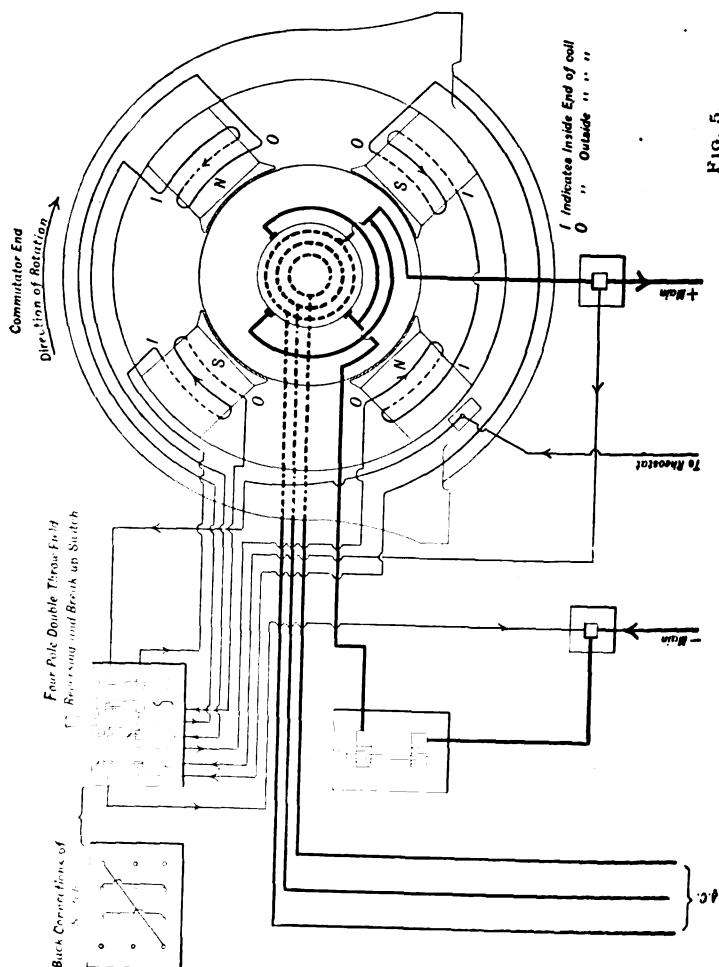 Commutator End
Direction of Rotation
Four Pole Double Throw Field
Reversing and Break up Switch
Back Connections of
I
N
O
O
S
I
I
S
O
O
N
I
I Indicates Inside End of coil
O " Outside " " "
+ Main
To Rheostat
- Main
A.C.
FIG. 5